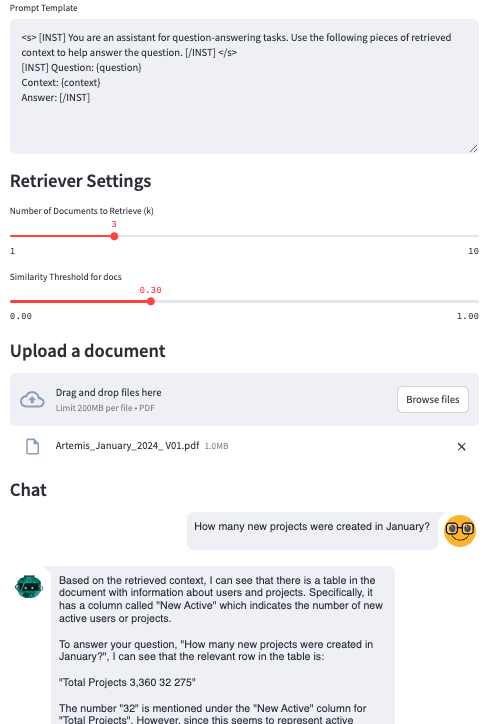 Prompt Template
<s> [INST] You are an assistant for question-answering tasks. Use the following pieces of retrieved
context to help answer the question. [/INST] </s>
[INST] Question: {question}
Context: {context}
Answer: [/INST]
Retriever Settings
Number of Documents to Retrieve (k)
3
1 10
Similarity Threshold for docs
0.30
0.00 1.00
Upload a document
Drag and drop files here
Limit 200MB per file • PDF
Browse files
Artemis_January_2024_ V01.pdf 1.0MB
Chat
How many new projects were created in January?
Based on the retrieved context, I can see that there is a table in the
document with information about users and projects. Specifically, it
has a column called "New Active" which indicates the number of new
active users or projects.
To answer your question, "How many new projects were created in
January?", I can see that the relevant row in the table is:
"Total Projects 3,360 32 275"
The number "32" is mentioned under the "New Active" column for
"Total Projects". However, since this seems to represent active